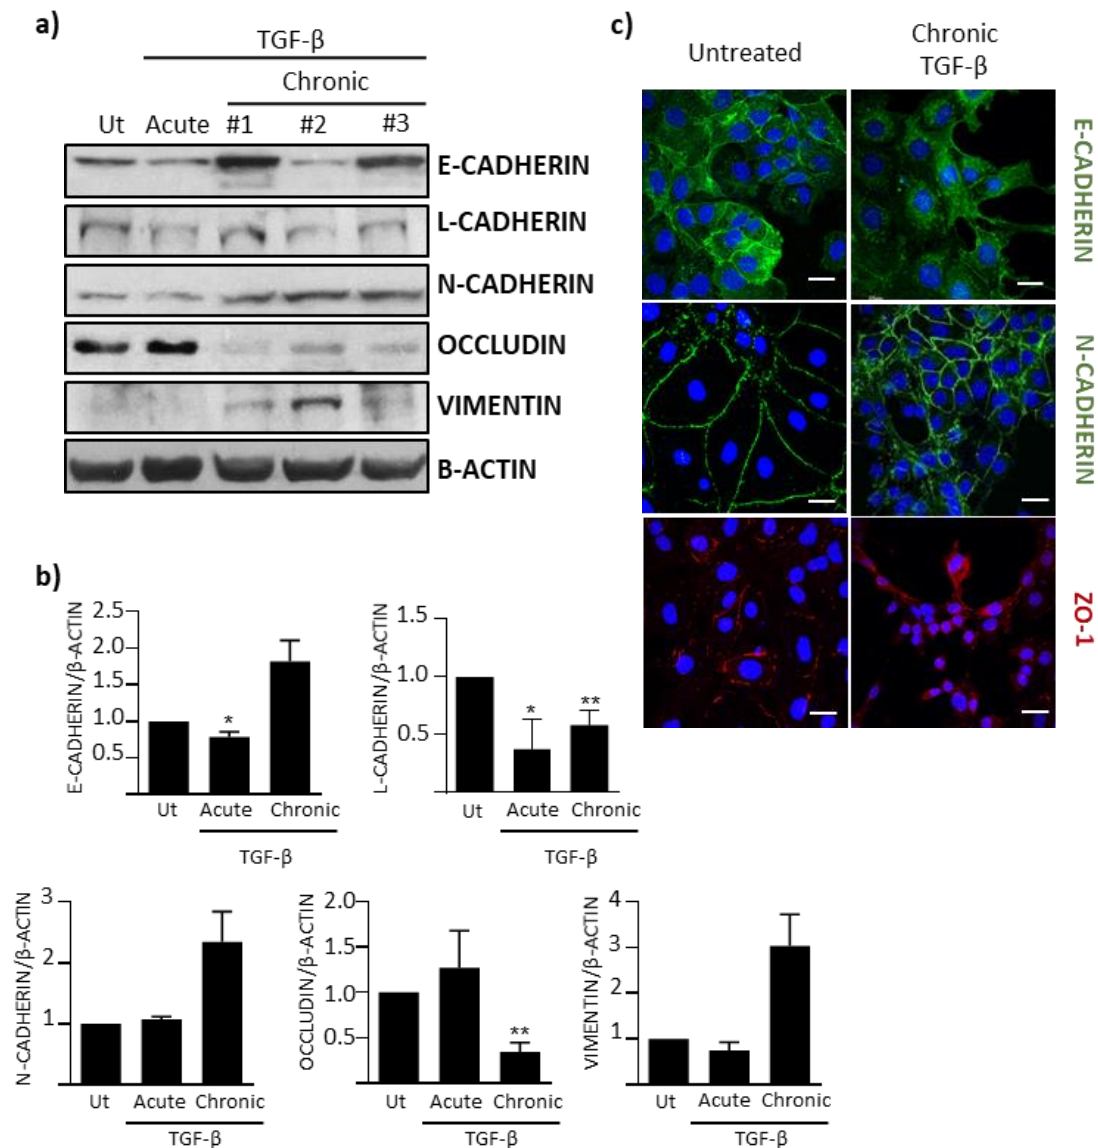 a)
TGF-β
Chronic
Ut Acute #1 #2 #3
E-CADHERIN
L-CADHERIN
N-CADHERIN
OCCLUDIN
VIMENTIN
B-ACTIN
b)
E-CADHERIN/β-ACTIN
2.5
2.0
1.5
1.0
0.5
*
Ut Acute Chronic
TGF-β
L-CADHERIN/β-ACTIN
1.5
1.0
0.5
*
**
Ut Acute Chronic
TGF-β
N-CADHERIN/β-ACTIN
3
2
1
Ut Acute Chronic
TGF-β
OCCLUDIN/β-ACTIN
2.0
1.5
1.0
0.5
**
Ut Acute Chronic
TGF-β
VIMENTIN/β-ACTIN
4
3
2
1
Ut Acute Chronic
TGF-β
c)
Untreated
Chronic
TGF-β
E-CADHERIN
N-CADHERIN
ZO-1